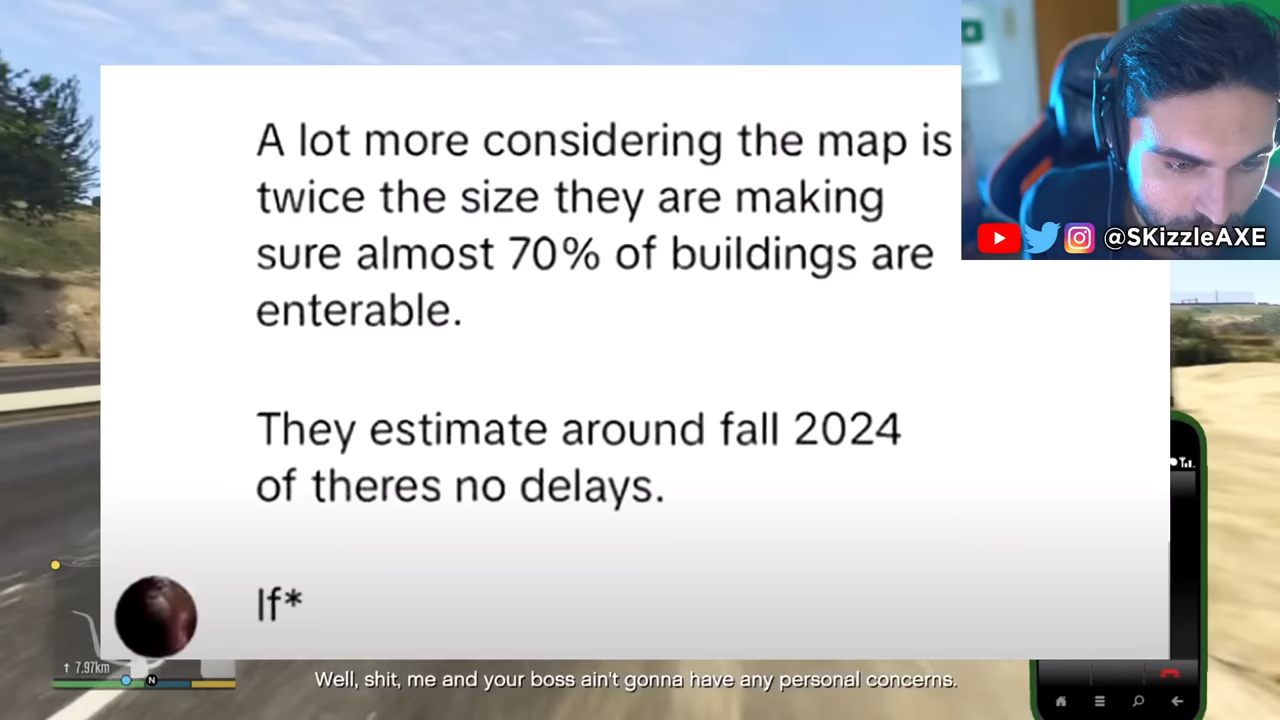 A lot more considering the map is
twice the size they are making
sure almost 70% of buildings are
enterable.
They estimate around fall 2024
of theres no delays.
If*
@SKizzleAXE
↑ 7.97km
N
Well, shit, me and your boss ain't gonna have any personal concerns.